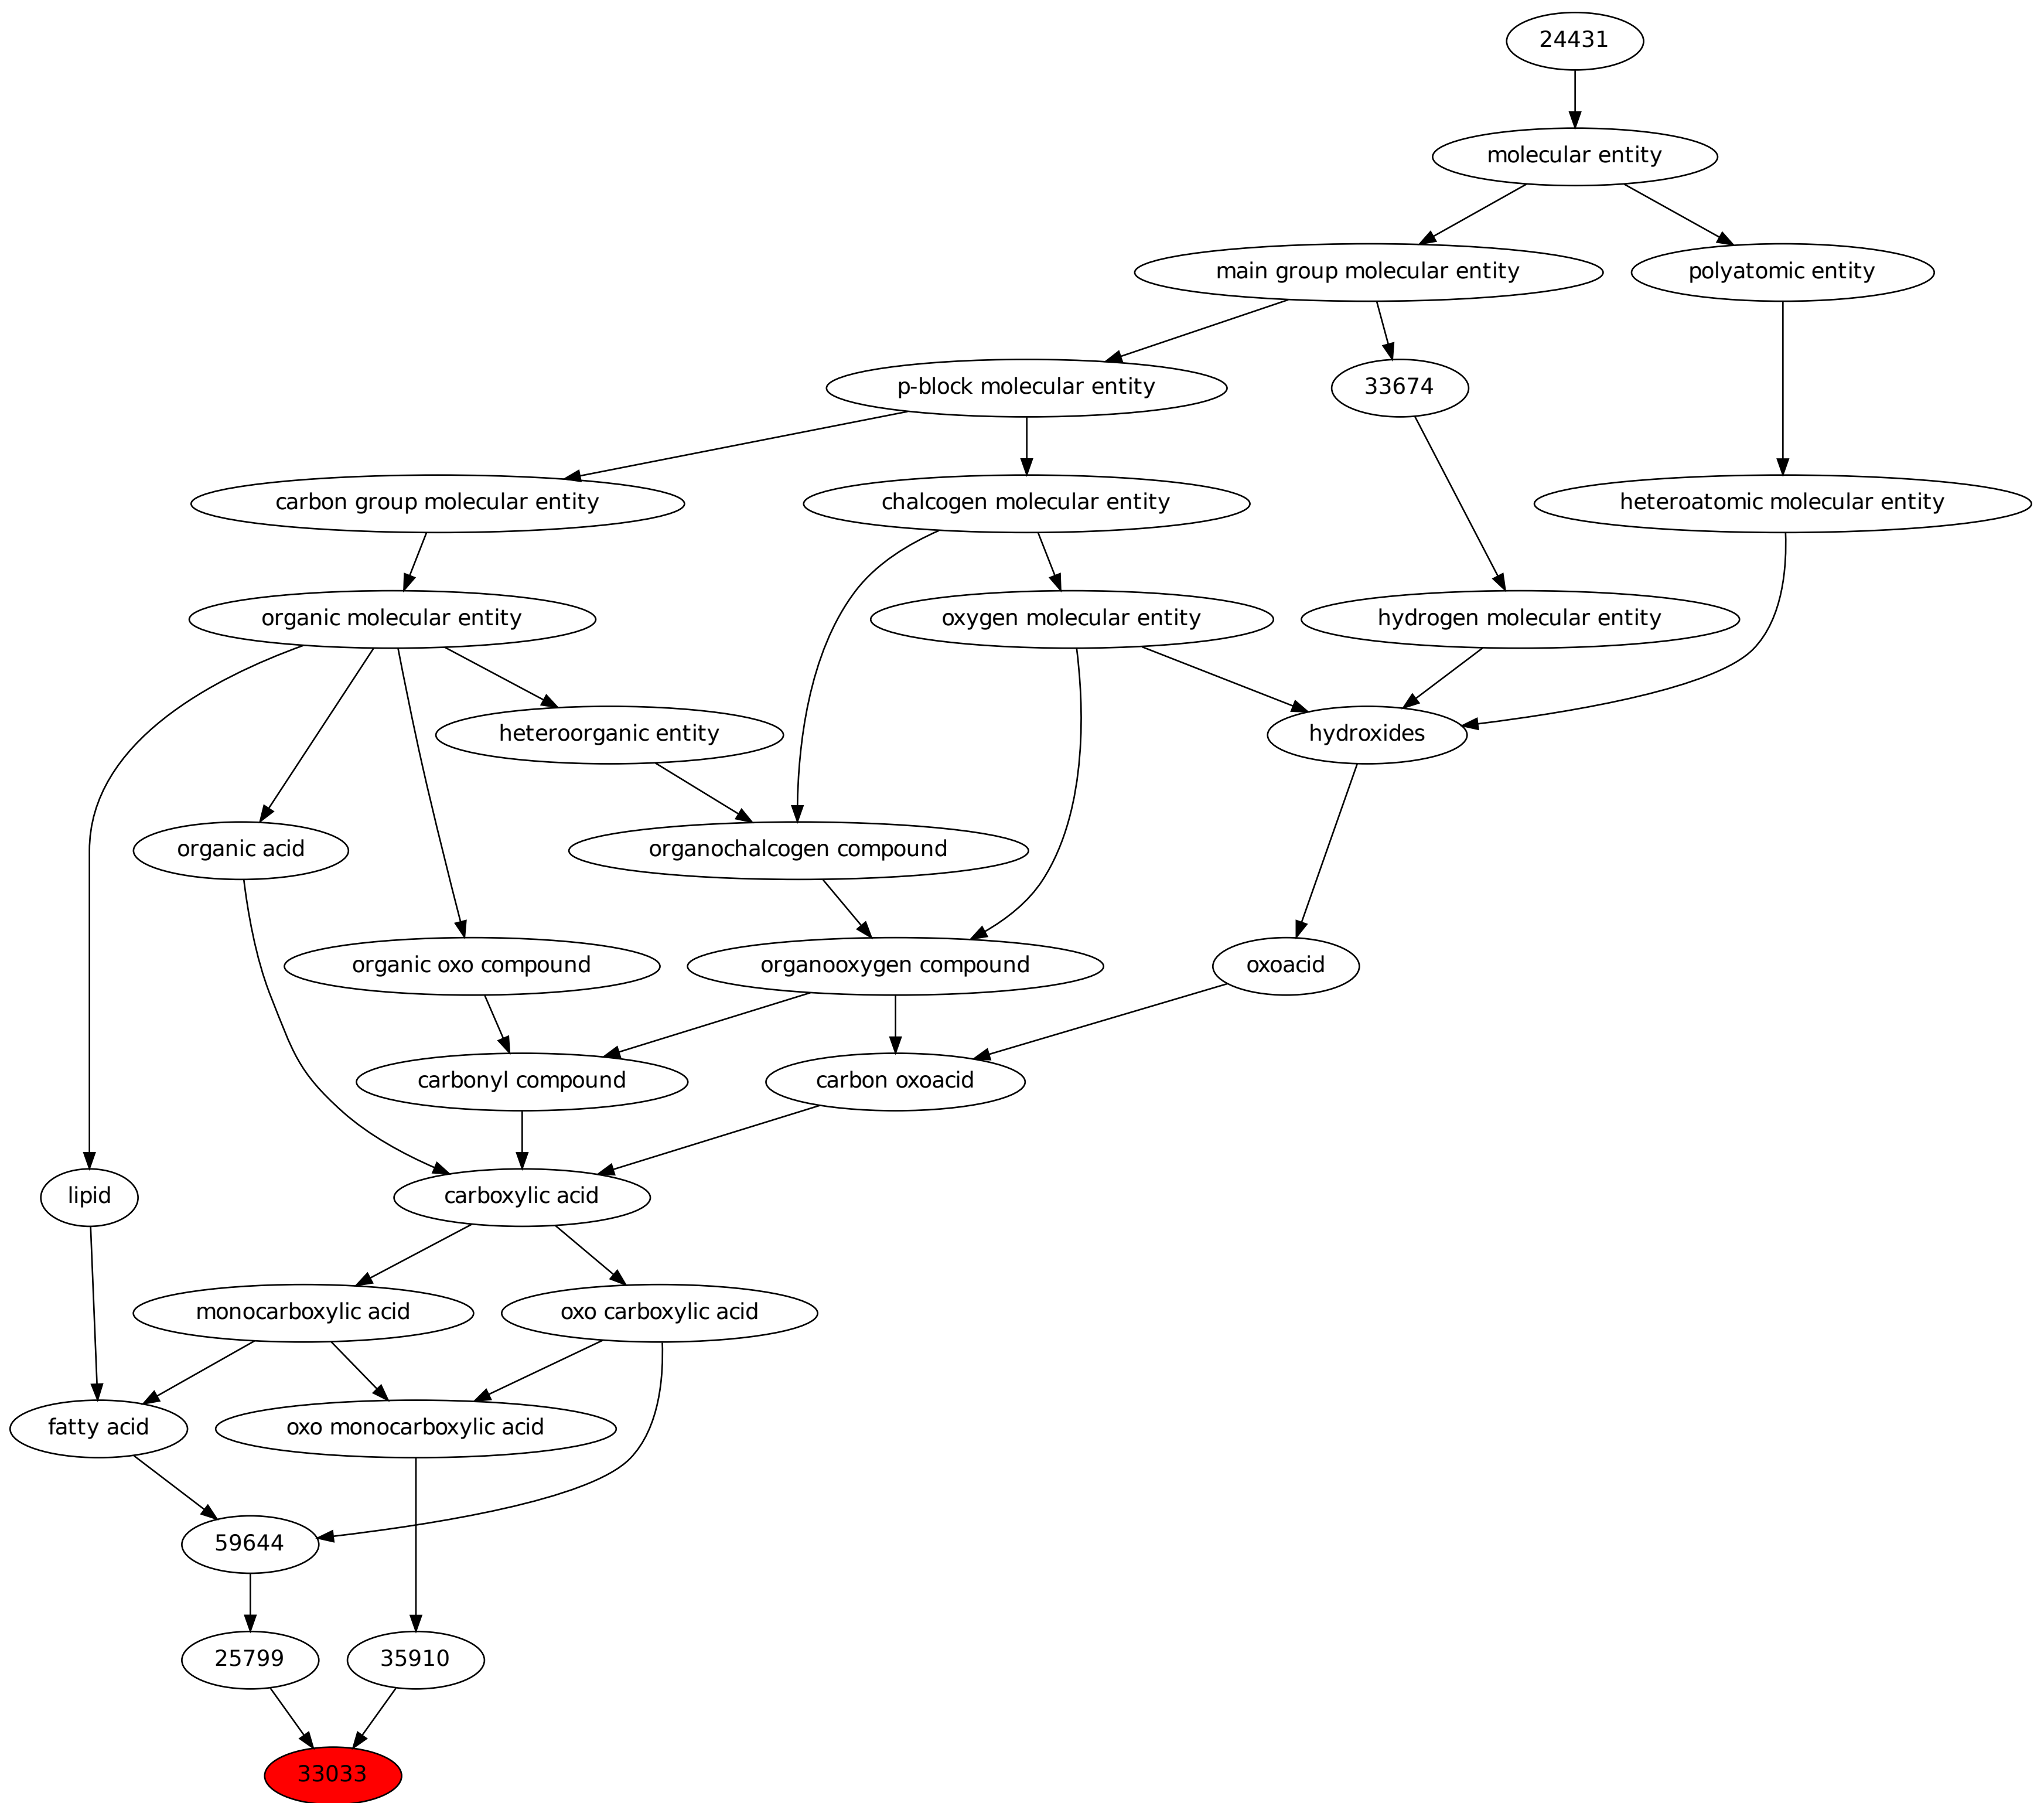 24431
molecular entity
main group molecular entity
polyatomic entity
p-block molecular entity
33674
carbon group molecular entity
chalcogen molecular entity
heteroatomic molecular entity
organic molecular entity
oxygen molecular entity
hydrogen molecular entity
heteroorganic entity
hydroxides
organic acid
organochalcogen compound
organic oxo compound
organooxygen compound
oxoacid
carbonyl compound
carbon oxoacid
lipid
carboxylic acid
monocarboxylic acid
oxo carboxylic acid
fatty acid
oxo monocarboxylic acid
59644
25799
35910
33033